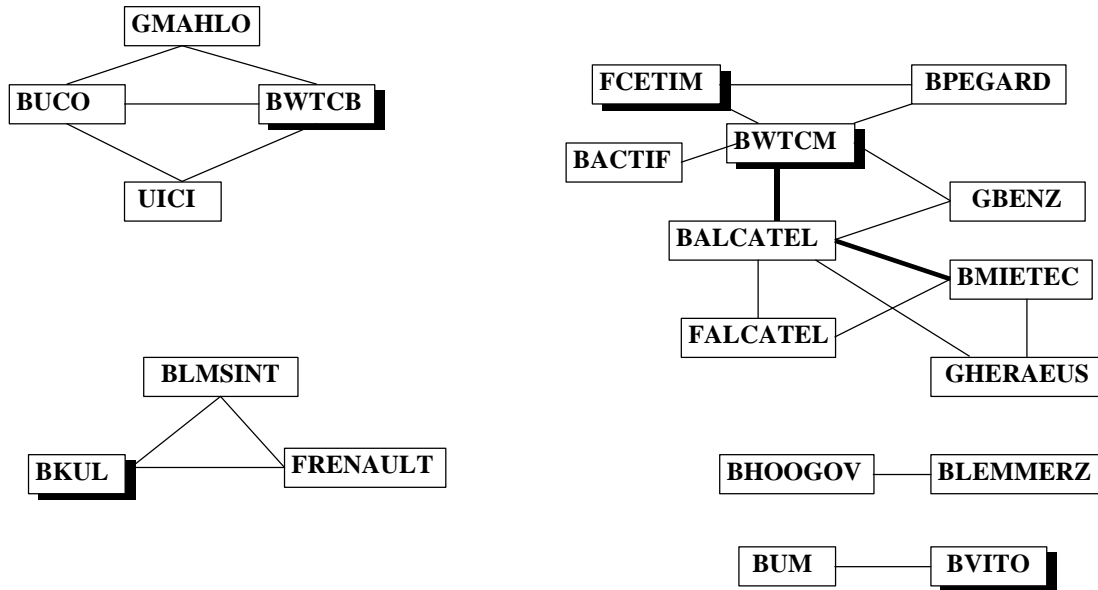 GMAHLO
BUCO
BWTCB
UICI
FCETIM
BPEGARD
BWTCM
BACTIF
GBENZ
BALCATEL
BMIETEC
FALCATEL
GHERAEUS
BLMSINT
BKUL
FRENAULT
BHOOGOV
BLEMMERZ
BUM
BVITO